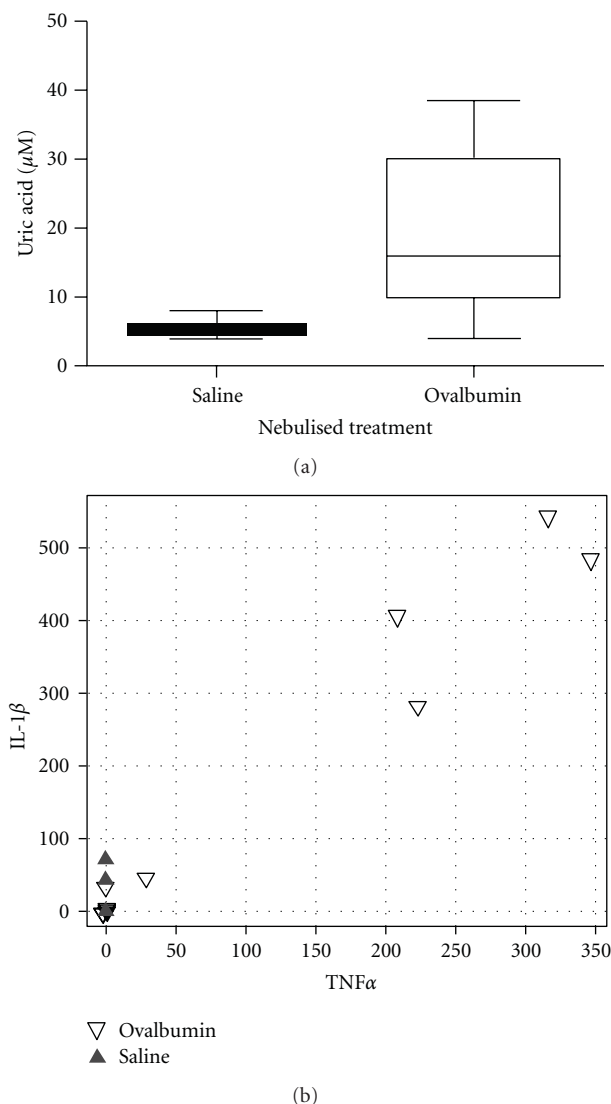 50
40
30
20
10
0
Uric acid (μM)
Saline Ovalbumin
Nebulised treatment
(a)
500
400
300
200
100
0
IL-1β
0 50 100 150 200 250 300 350
TNFα
Ovalbumin
Saline
(b)